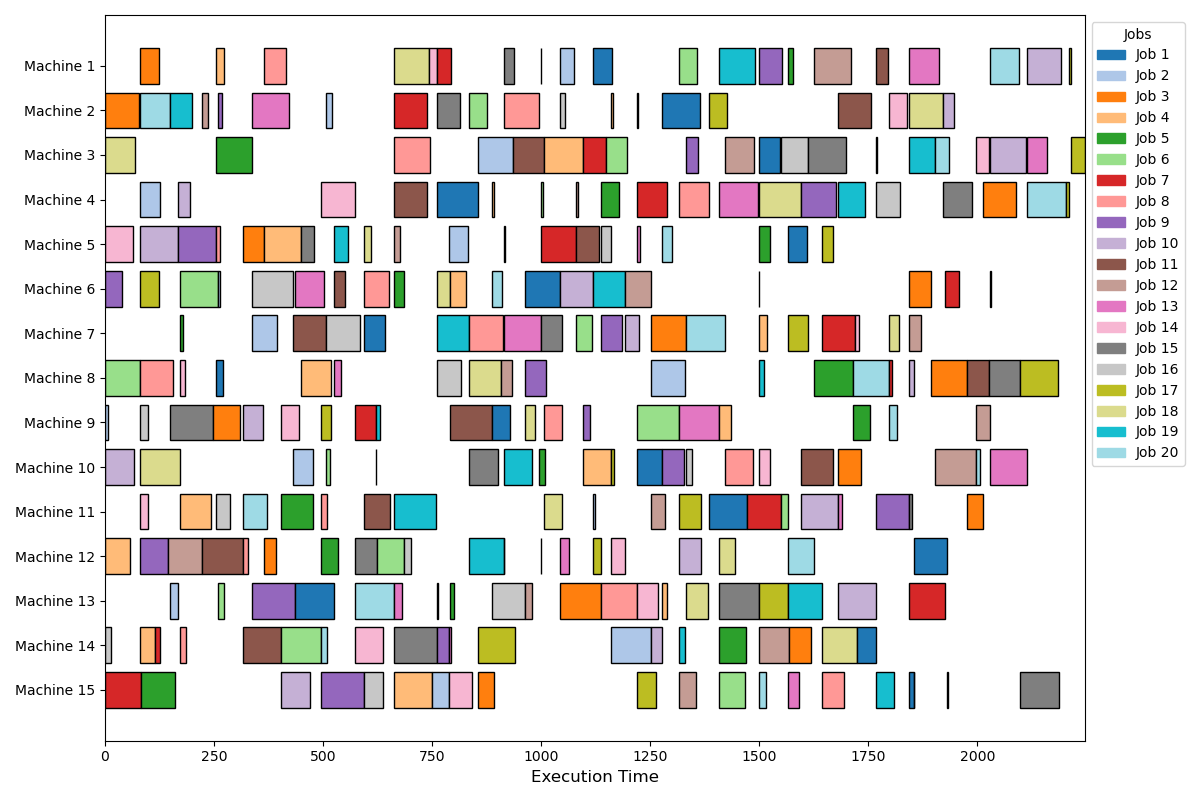 Machine 1
Machine 2
Machine 3
Machine 4
Machine 5
Machine 6
Machine 7
Machine 8
Machine 9
Machine 10
Machine 11
Machine 12
Machine 13
Machine 14
Machine 15
0 250 500 750 1000 1250 1500 1750 2000
Execution Time
Jobs
Job 1
Job 2
Job 3
Job 4
Job 5
Job 6
Job 7
Job 8
Job 9
Job 10
Job 11
Job 12
Job 13
Job 14
Job 15
Job 16
Job 17
Job 18
Job 19
Job 20